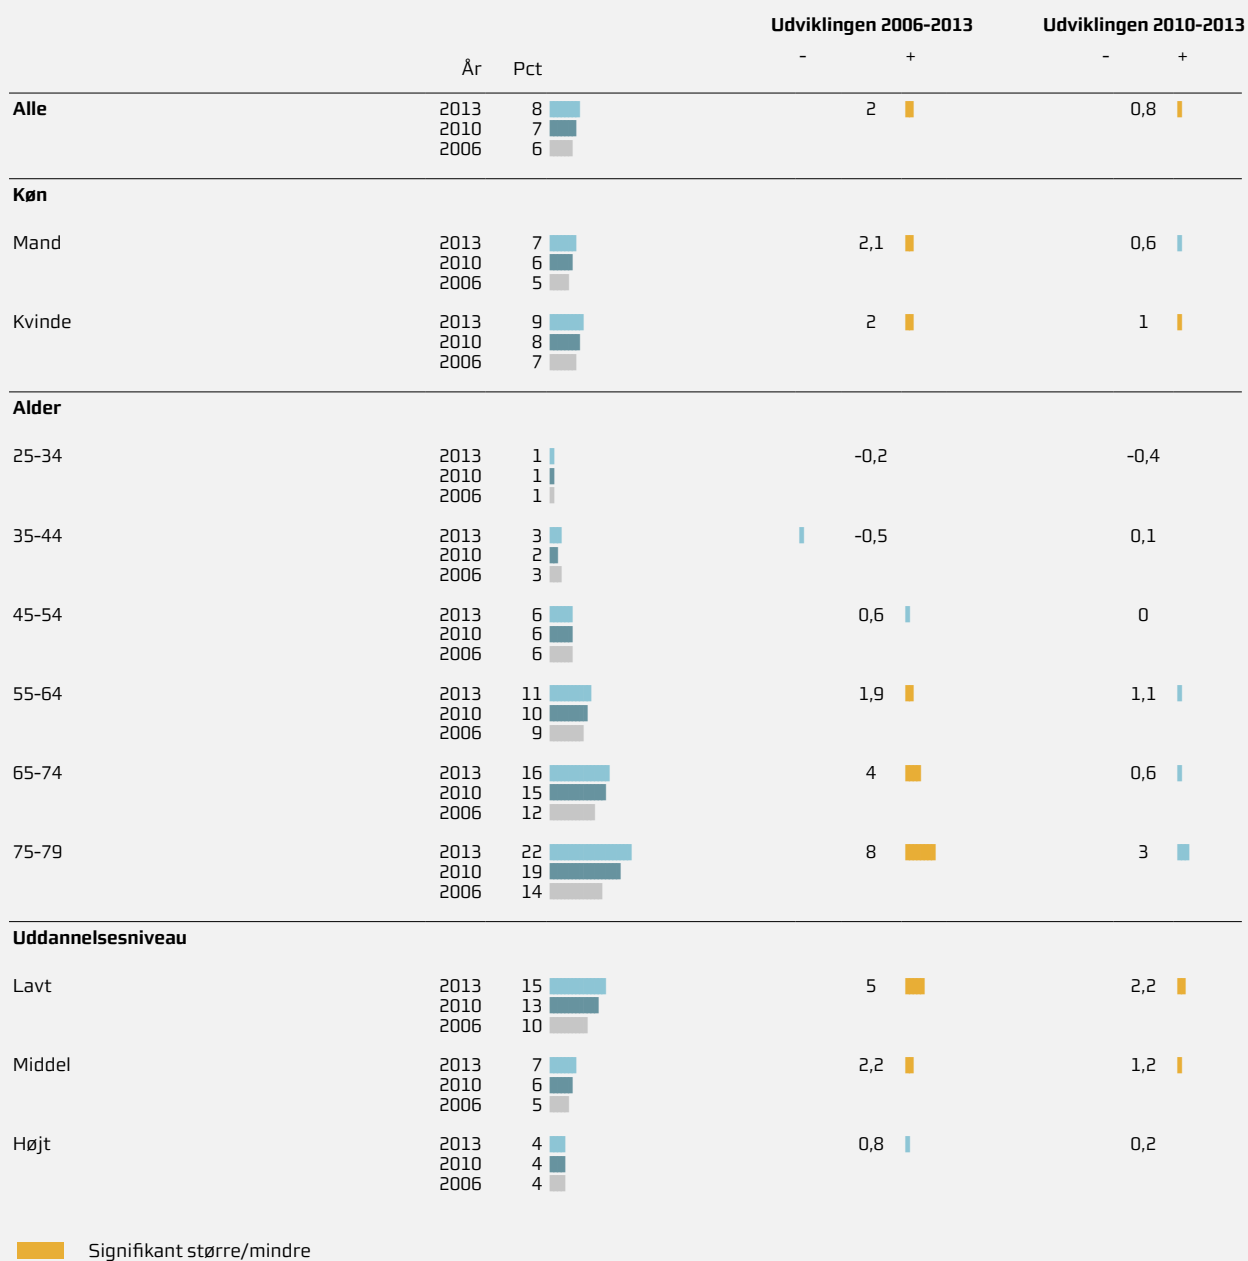 Udviklingen 2006-2013 Udviklingen 2010-2013
- + - +
År Pct
Alle 2013 8 2 0,8
2010 7
2006 6
Køn
Mand 2013 7 2,1 0,6
2010 6
2006 5
Kvinde 2013 9 2 1
2010 8
2006 7
Alder
25-34 2013 1 -0,2 -0,4
2010 1
2006 1
35-44 2013 3 -0,5 0,1
2010 2
2006 3
45-54 2013 6 0,6 0
2010 6
2006 6
55-64 2013 11 1,9 1,1
2010 10
2006 9
65-74 2013 16 4 0,6
2010 15
2006 12
75-79 2013 22 8 3
2010 19
2006 14
Uddannelsesniveau
Lavt 2013 15 5 2,2
2010 13
2006 10
Middel 2013 7 2,2 1,2
2010 6
2006 5
Højt 2013 4 0,8 0,2
2010 4
2006 4
Signifikant større/mindre